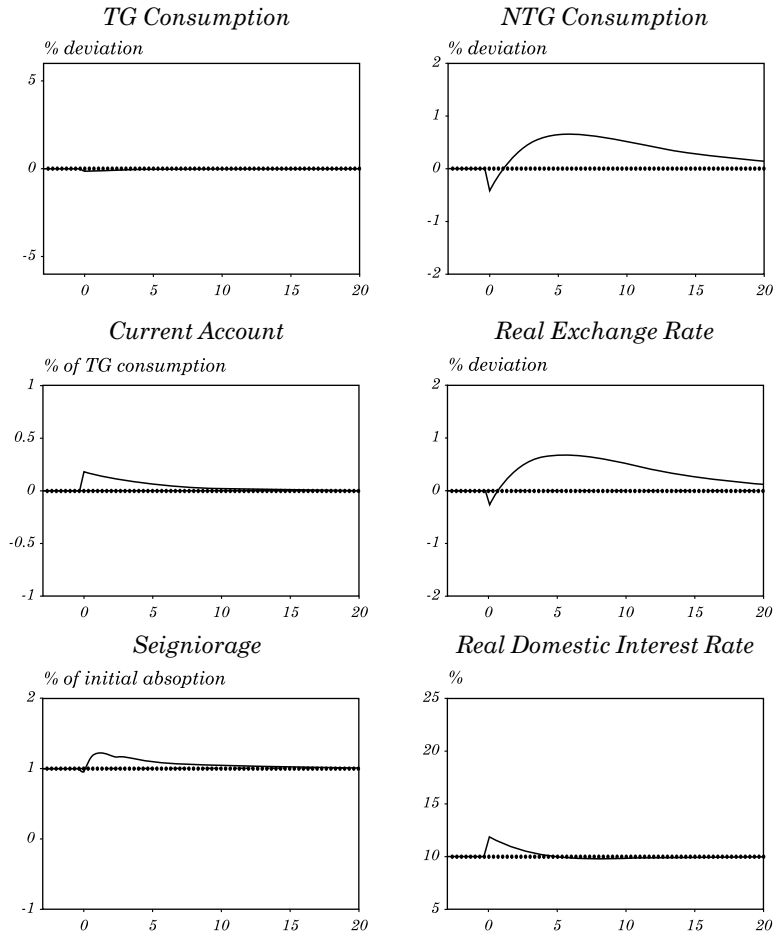 TG Consumption
% deviation
5
0
-5
0 5 10 15 20
NTG Consumption
% deviation
2
1
0
-1
-2
0 5 10 15 20
Current Account
% of TG consumption
1
0.5
0
-0.5
-1
0 5 10 15 20
Real Exchange Rate
% deviation
2
1
0
-1
-2
0 5 10 15 20
Seigniorage
% of initial absoption
2
1
0
-1
0 5 10 15 20
Real Domestic Interest Rate
%
25
20
15
10
5
0 5 10 15 20